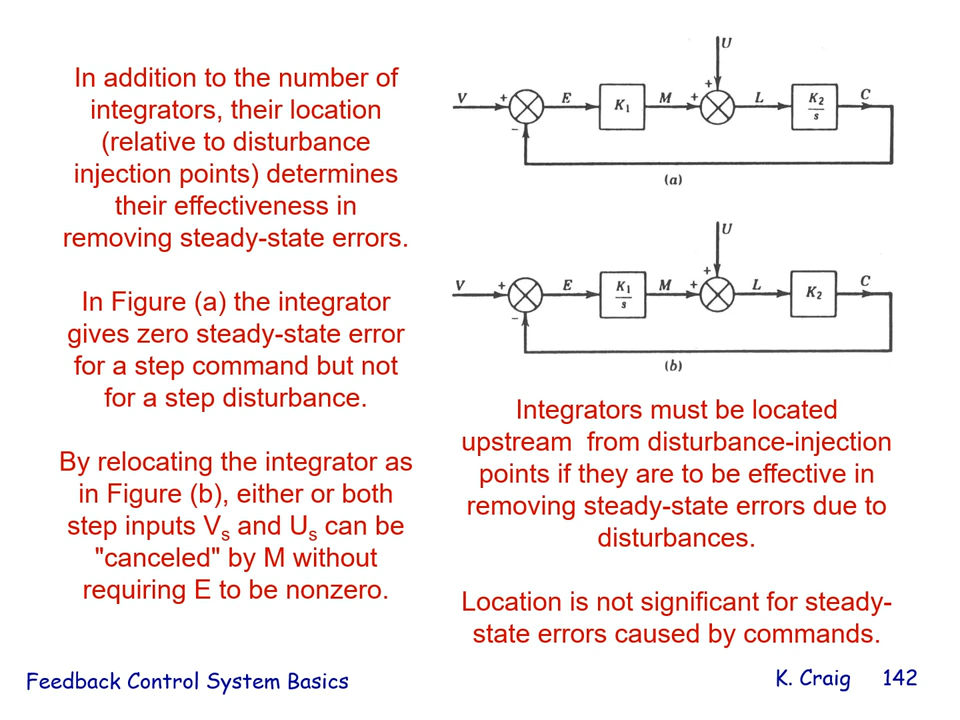 In addition to the number of
integrators, their location
(relative to disturbance
injection points) determines
their effectiveness in
removing steady-state errors.
In Figure (a) the integrator
gives zero steady-state error
for a step command but not
for a step disturbance.
By relocating the integrator as
in Figure (b), either or both
step inputs Vs and Us can be
"canceled" by M without
requiring E to be nonzero.
U
+
V + E K1 M + L K2/s C
−
(a)
U
+
V + E K1/s M + L K2 C
−
(b)
Integrators must be located
upstream from disturbance-injection
points if they are to be effective in
removing steady-state errors due to
disturbances.
Location is not significant for steady-
state errors caused by commands.
Feedback Control System Basics
K. Craig 142